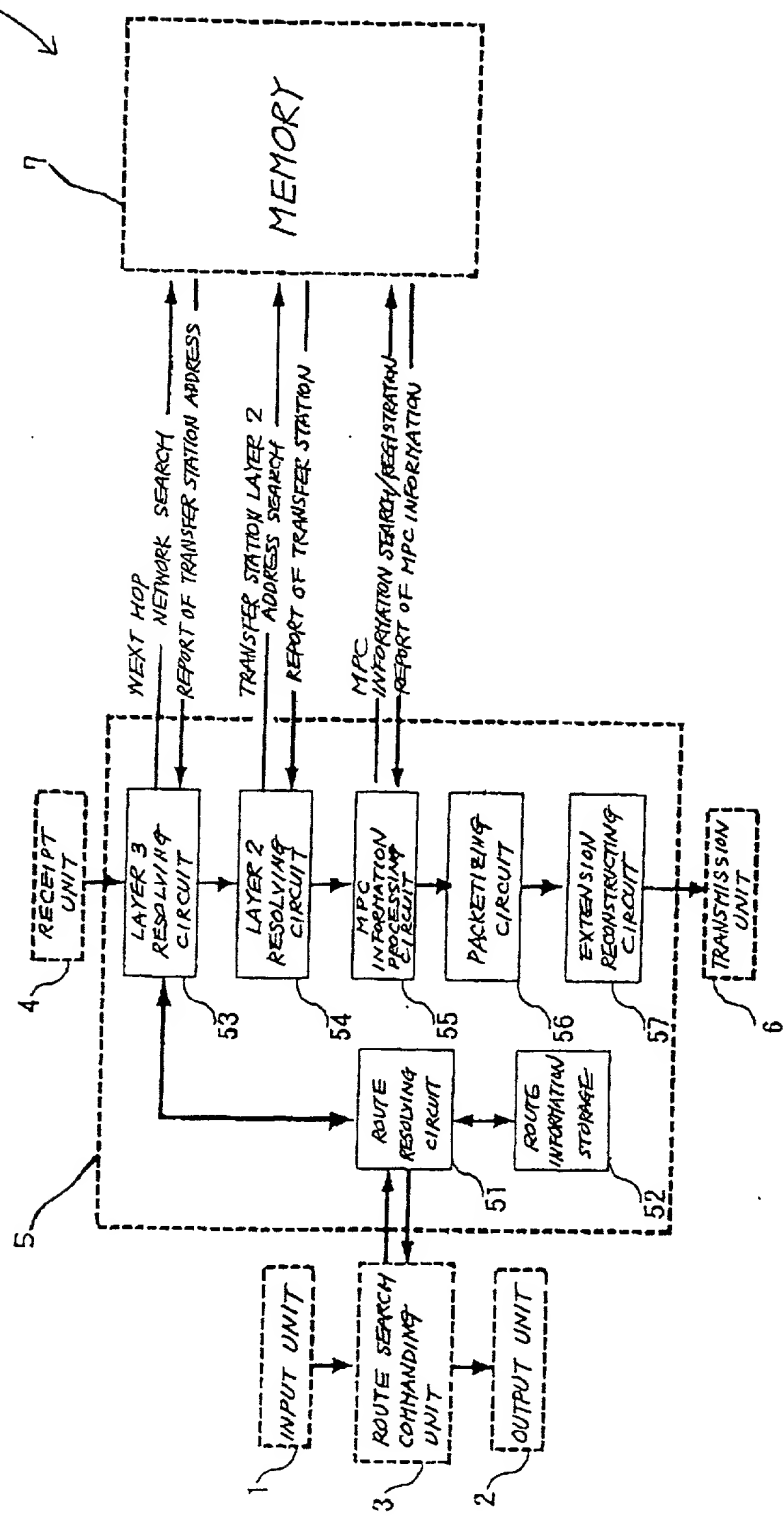 1
INPUT UNIT
3
ROUTE SEARCH
COMMANDING
UNIT
2
OUTPUT UNIT
5
ROUTE
RESOLVING
CIRCUIT
51
ROUTE
INFORMATION
STORAGE
52
4
RECEIPT
UNIT
LAYER 3
RESOLVING
CIRCUIT
53
LAYER 2
RESOLVING
CIRCUIT
54
MPC
INFORMATION
PROCESSING
CIRCUIT
55
PACKETIZING
CIRCUIT
56
EXTENSION
RECONSTRUCTING
CIRCUIT
57
TRANSMISSION
UNIT
6
NEXT HOP
NETWORK SEARCH
REPORT OF TRANSFER STATION ADDRESS
TRANSFER STATION LAYER 2
ADDRESS SEARCH
REPORT OF TRANSFER STATION
MPC
INFORMATION SEARCH/REGISTRATION
REPORT OF MPC INFORMATION
7
MEMORY